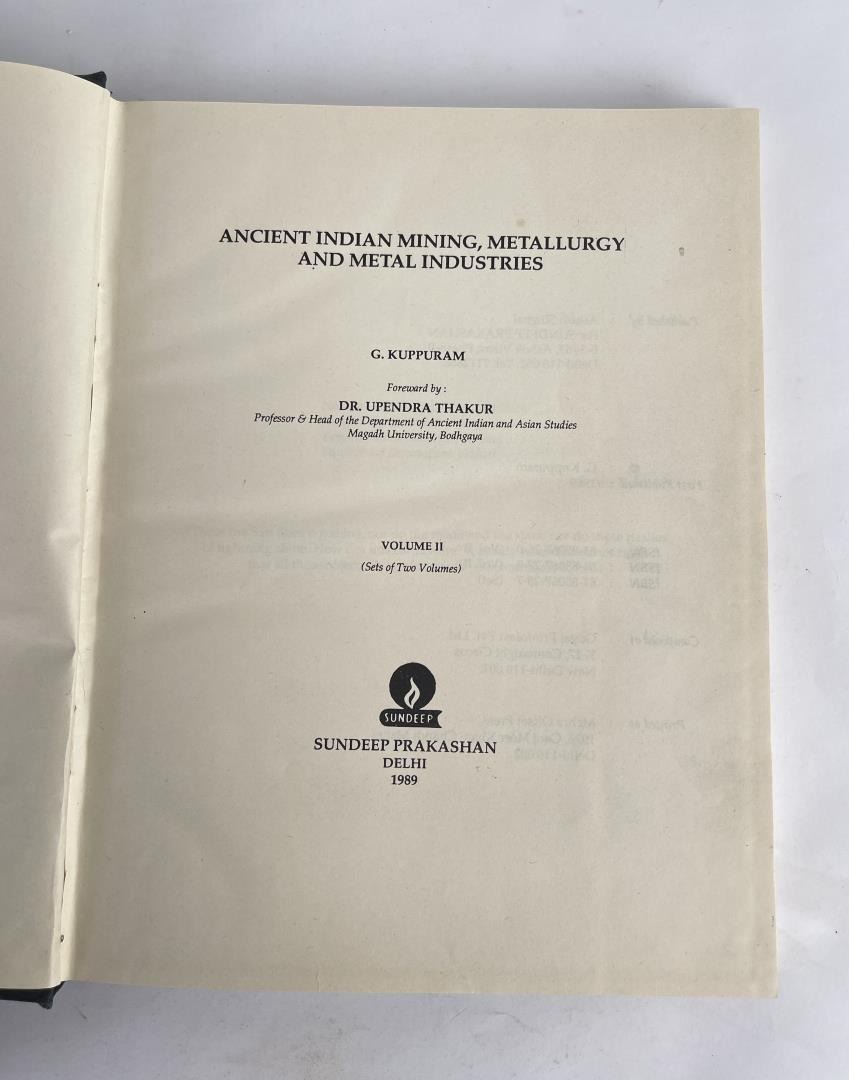 ANCIENT INDIAN MINING, METALLURGY
AND METAL INDUSTRIES
G. KUPPURAM
Foreward by :
DR. UPENDRA THAKUR
Professor & Head of the Department of Ancient Indian and Asian Studies
Magadh University, Bodhgaya
VOLUME II
(Sets of Two Volumes)
SUNDEEP
SUNDEEP PRAKASHAN
DELHI
1989